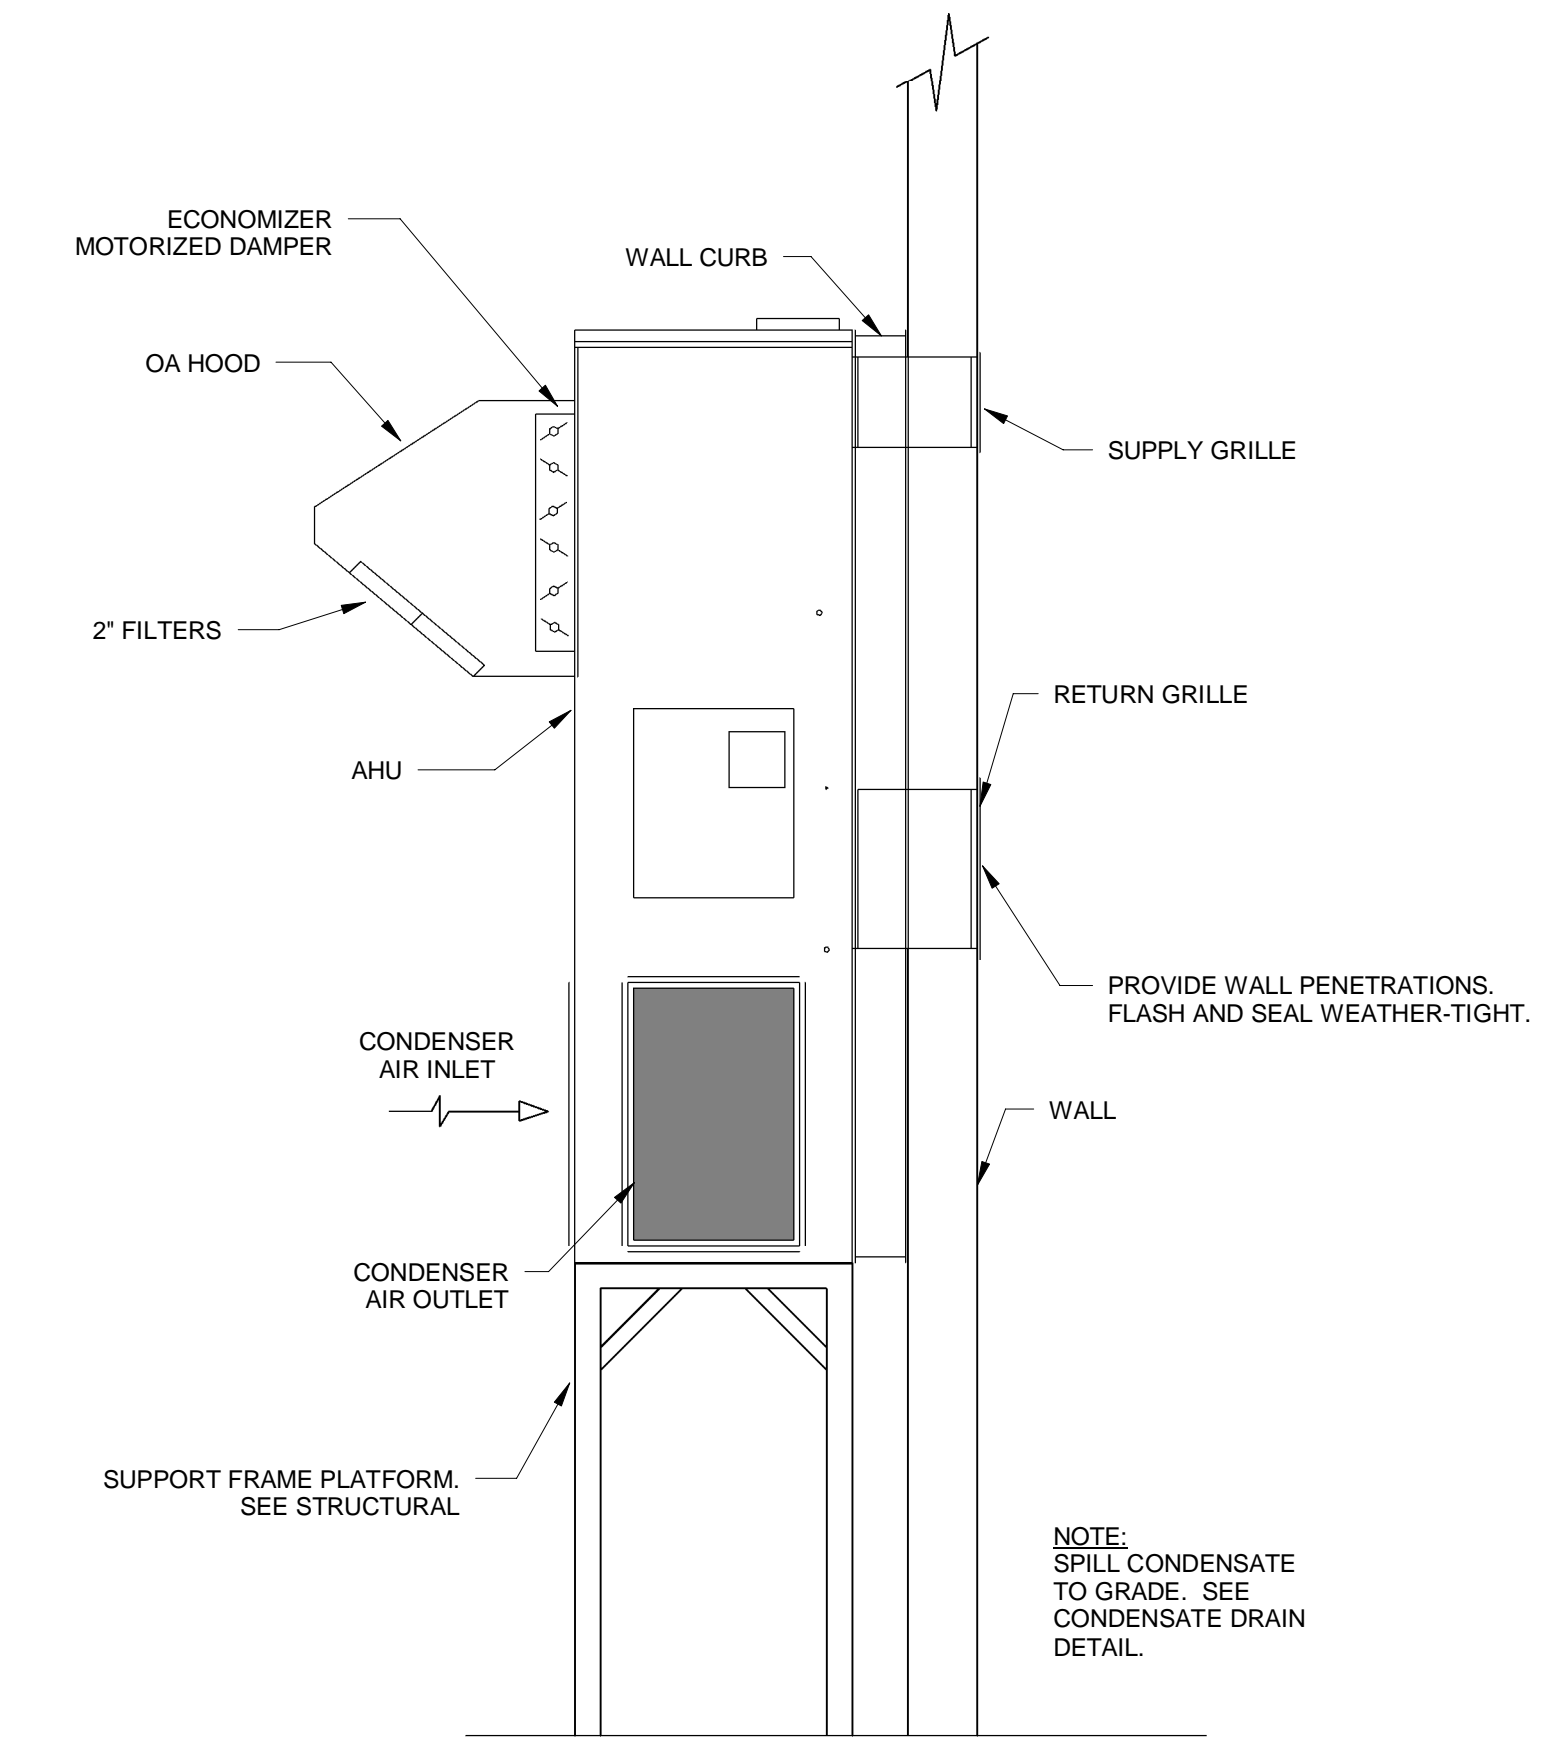 ECONOMIZER
MOTORIZED DAMPER
WALL CURB
OA HOOD
SUPPLY GRILLE
2" FILTERS
RETURN GRILLE
AHU
PROVIDE WALL PENETRATIONS.
FLASH AND SEAL WEATHER-TIGHT.
CONDENSER
AIR INLET
WALL
CONDENSER
AIR OUTLET
SUPPORT FRAME PLATFORM.
SEE STRUCTURAL
NOTE:
SPILL CONDENSATE
TO GRADE.  SEE
CONDENSATE DRAIN
DETAIL.